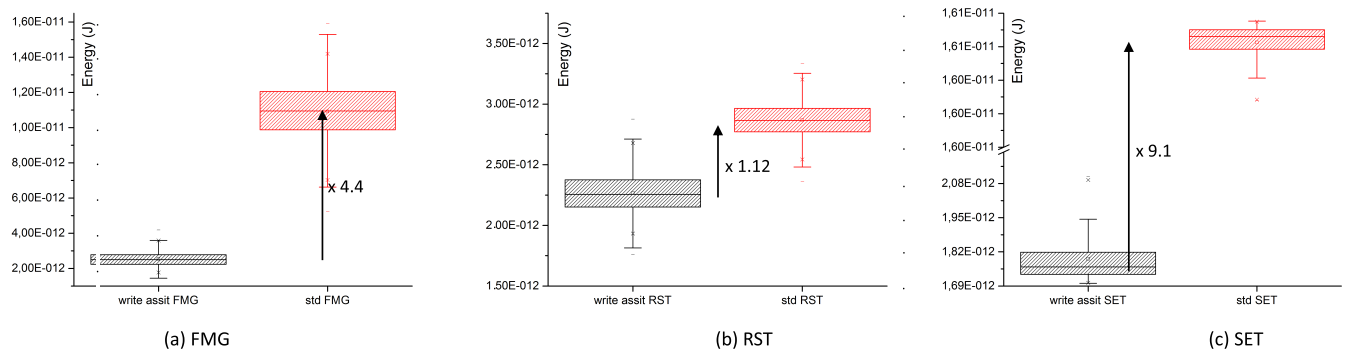 1,60E-011
1,40E-011
1,20E-011
1,00E-011
8,00E-012
6,00E-012
4,00E-012
2,00E-012
Energy (J)
x 4.4
write assit FMG
std FMG
(a) FMG
3,50E-012
3,00E-012
2,50E-012
2,00E-012
1,50E-012
Energy (J)
x 1.12
write assit RST
std RST
(b) RST
1,61E-011
1,61E-011
1,60E-011
1,60E-011
1,60E-011
2,08E-012
1,95E-012
1,82E-012
1,69E-012
Energy (J)
x 9.1
write assit SET
std SET
(c) SET